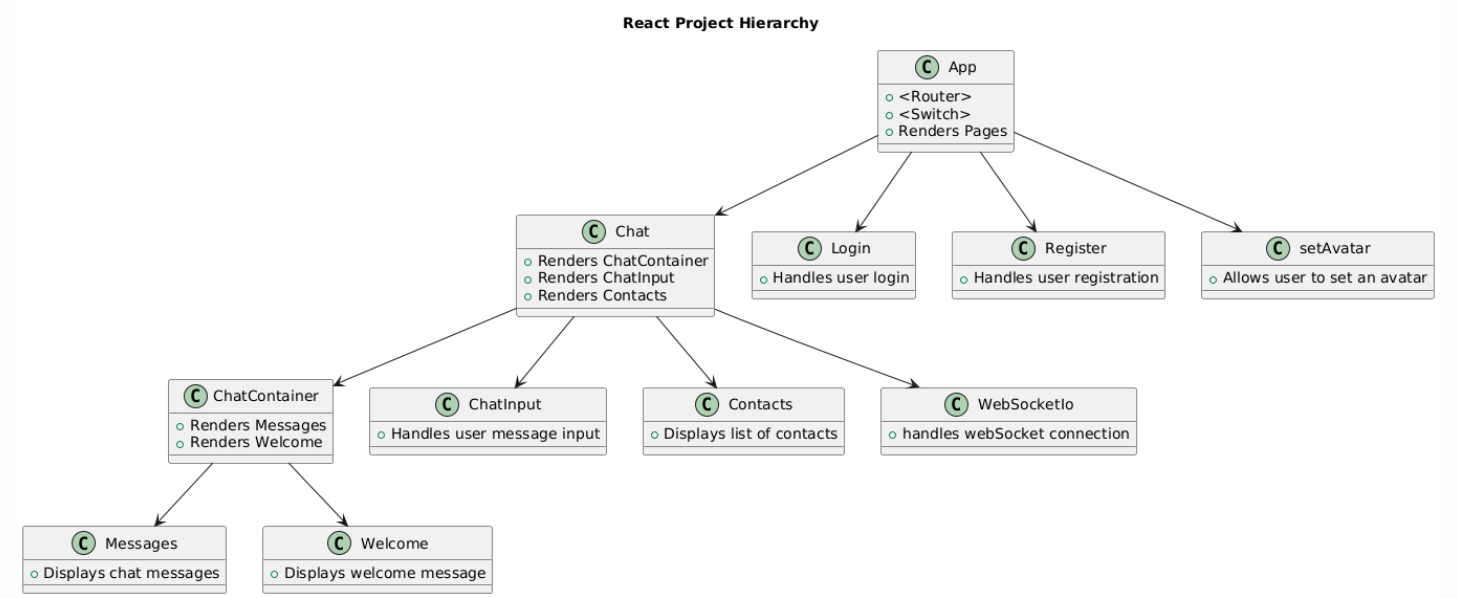 React Project Hierarchy
C App
<Router>
<Switch>
Renders Pages
C Chat
Renders ChatContainer
Renders ChatInput
Renders Contacts
C Login
Handles user login
C Register
Handles user registration
C setAvatar
Allows user to set an avatar
C ChatContainer
Renders Messages
Renders Welcome
C ChatInput
Handles user message input
C Contacts
Displays list of contacts
C WebSocketIo
handles webSocket connection
C Messages
Displays chat messages
C Welcome
Displays welcome message